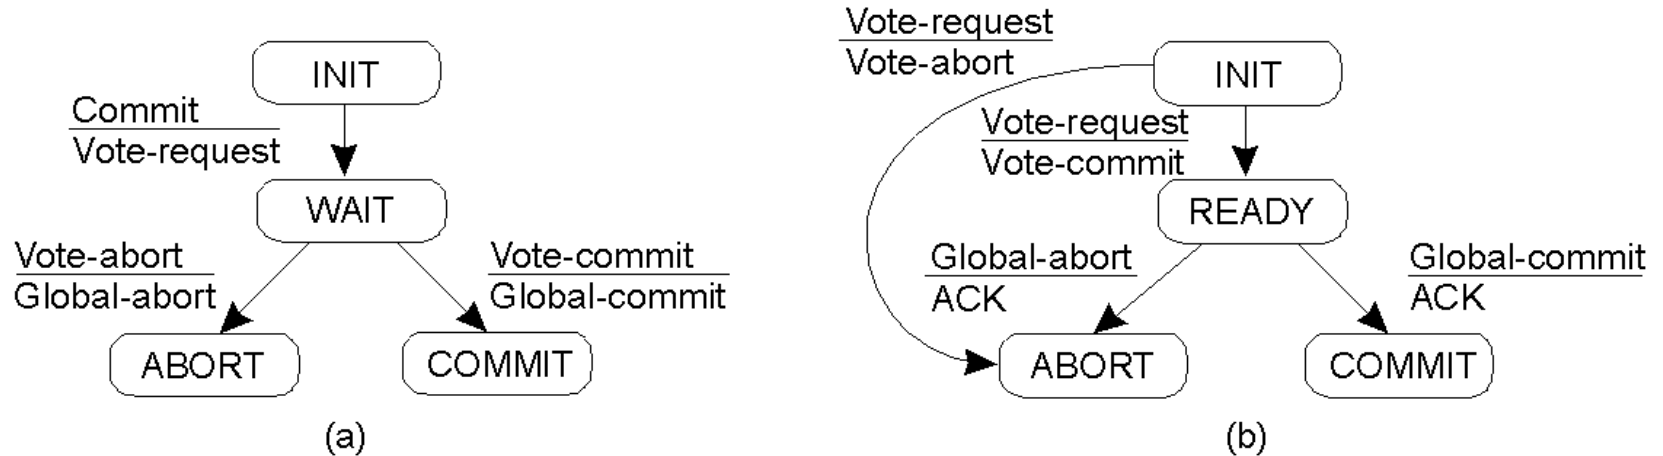 INIT
Commit
Vote-request
WAIT
Vote-abort
Global-abort
Vote-commit
Global-commit
ABORT
COMMIT
(a)
Vote-request
Vote-abort
INIT
Vote-request
Vote-commit
READY
Global-abort
ACK
Global-commit
ACK
ABORT
COMMIT
(b)